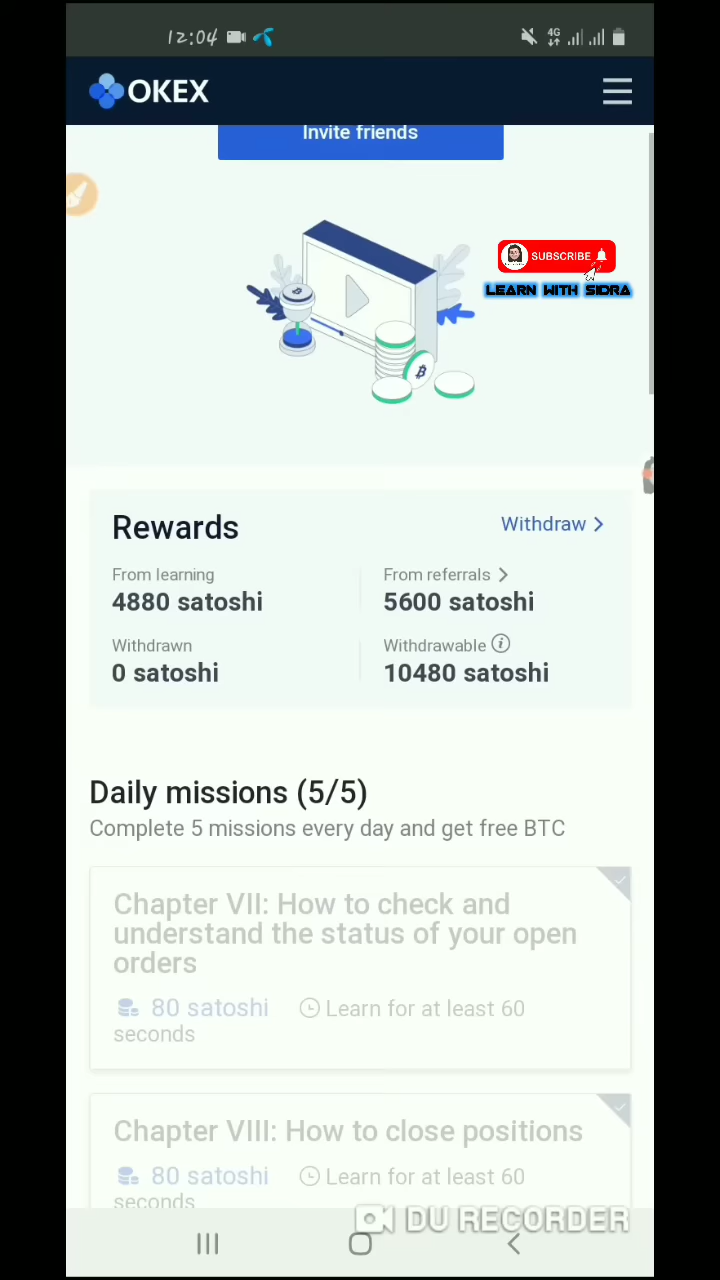 12:04
4G
OKEX
Invite friends
SUBSCRIBE
LEARN WITH SIDRA
Rewards
Withdraw >
From learning
From referrals >
4880 satoshi
5600 satoshi
Withdrawn
Withdrawable
0 satoshi
10480 satoshi
Daily missions (5/5)
Complete 5 missions every day and get free BTC
Chapter VII: How to check and
understand the status of your open
orders
80 satoshi Learn for at least 60
seconds
Chapter VIII: How to close positions
80 satoshi Learn for at least 60
seconds
DU RECORDER